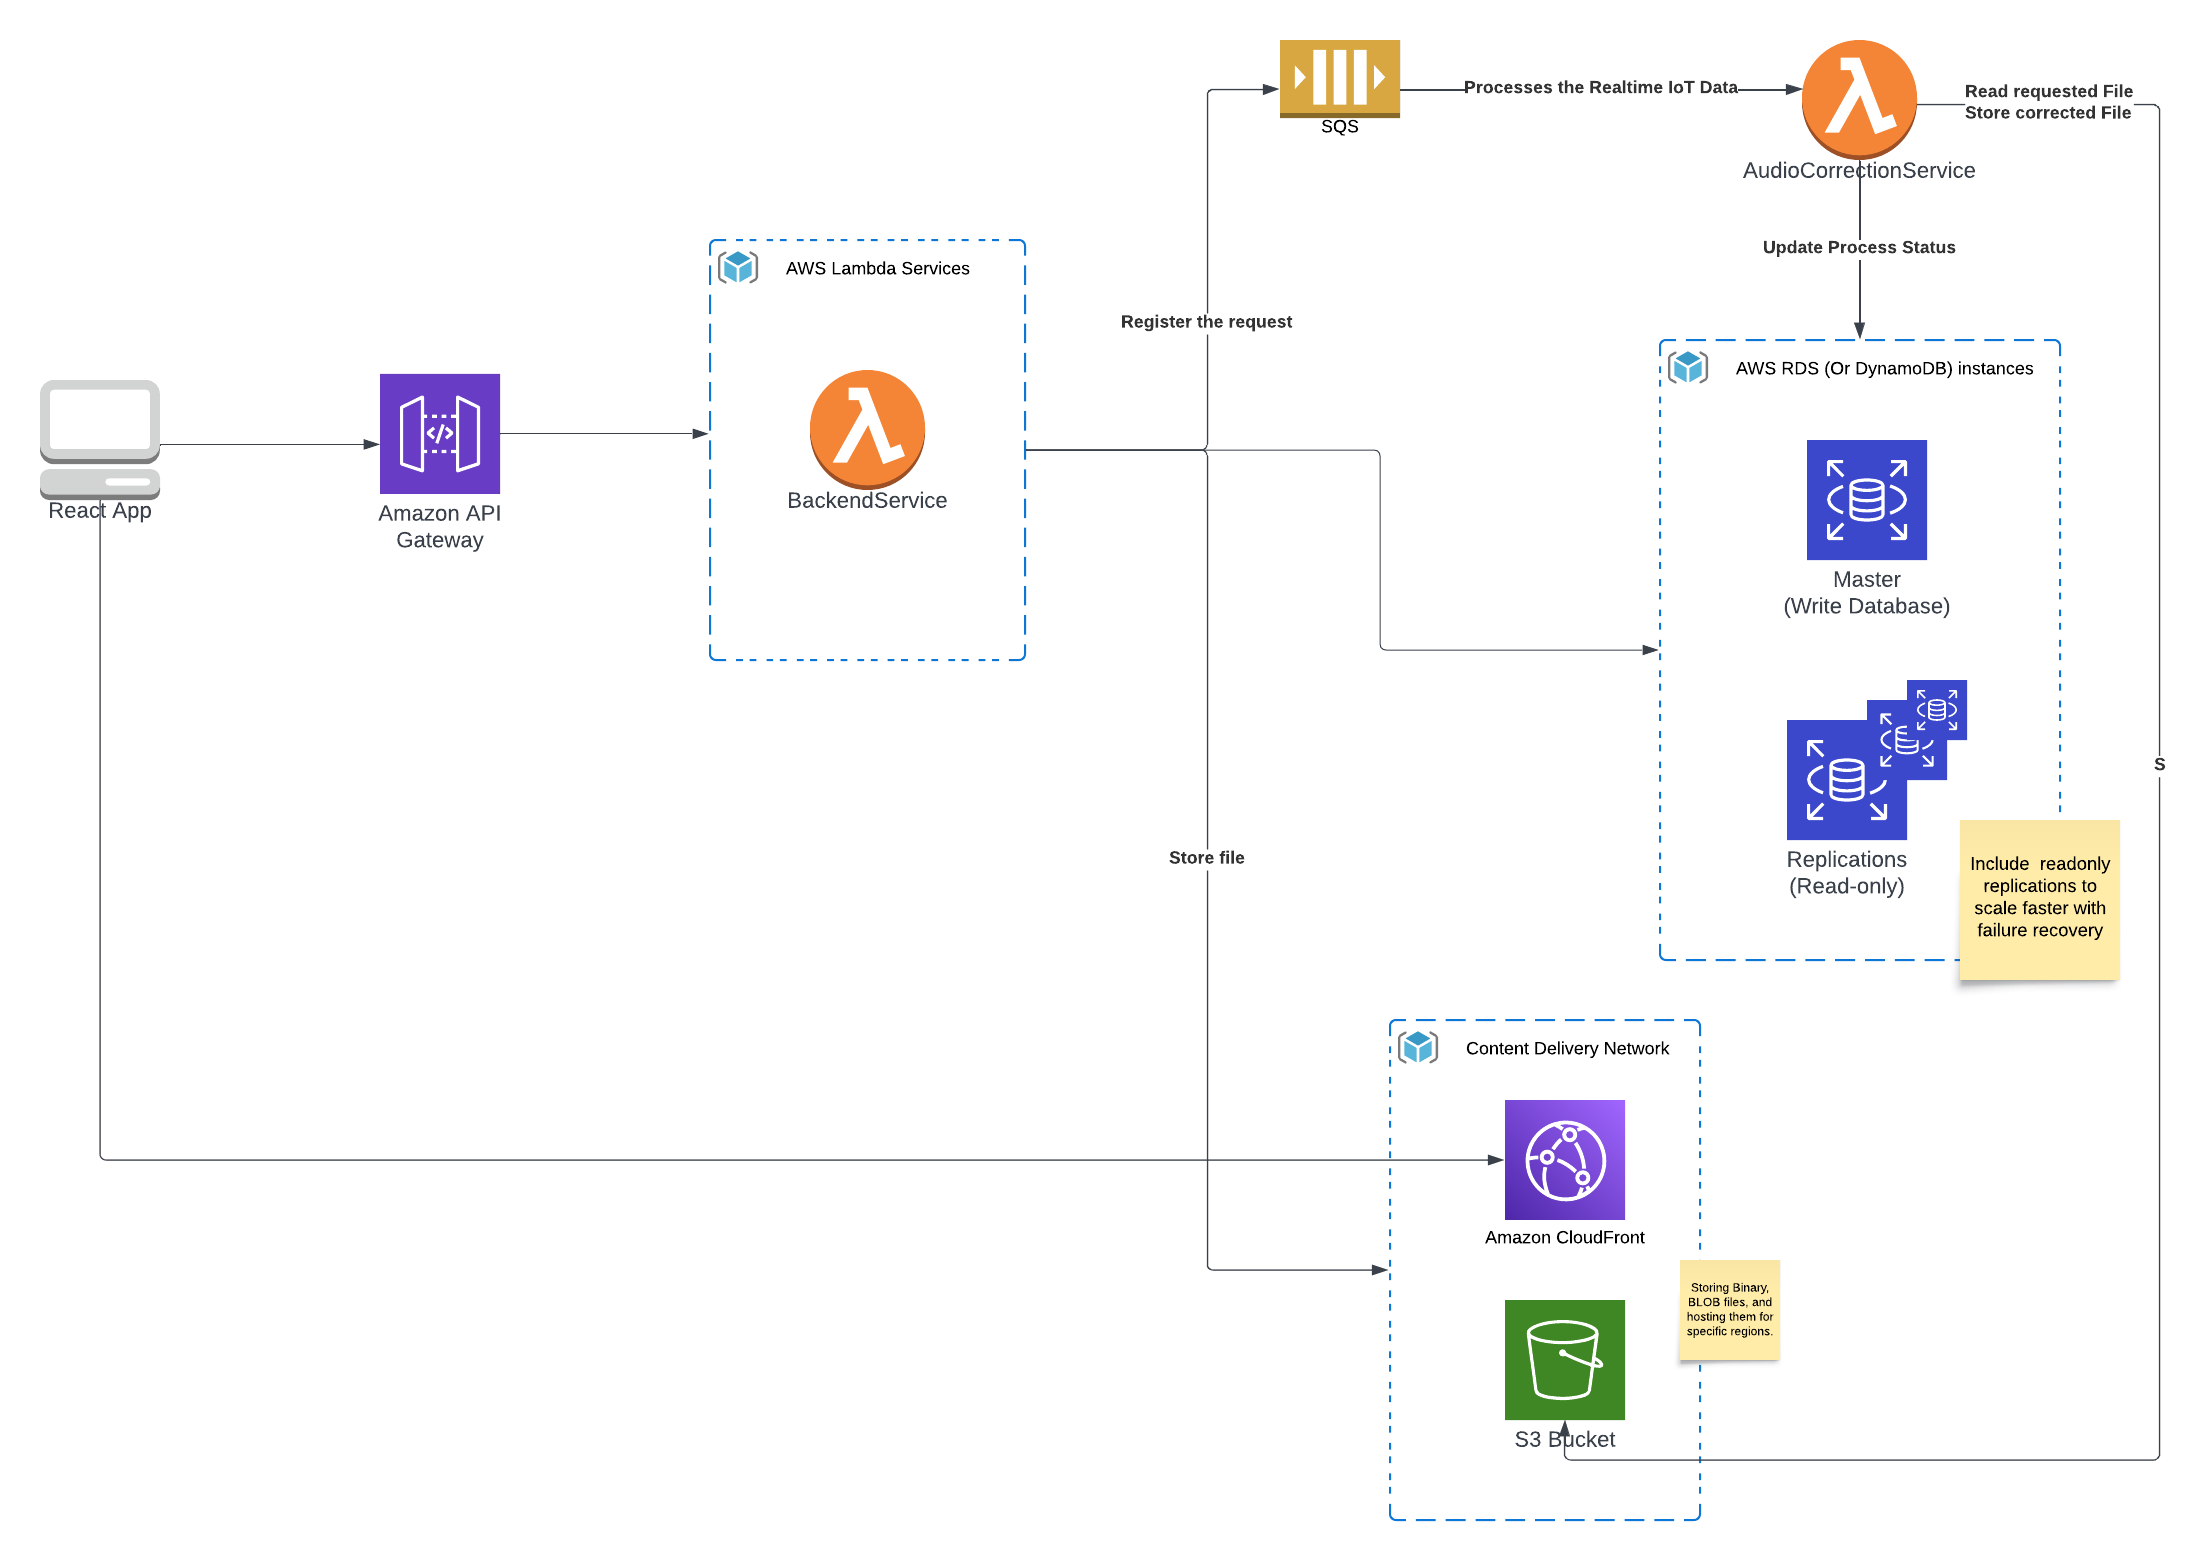 SQS
Processes the Realtime IoT Data
Read requested File
Store corrected File
AudioCorrectionService
Update Process Status
AWS Lambda Services
Register the request
BackendService
React App
Amazon API
Gateway
AWS RDS (Or DynamoDB) instances
Master
(Write Database)
Replications
(Read-only)
Include readonly
replications to
scale faster with
failure recovery
S
Store file
Content Delivery Network
Amazon CloudFront
Storing Binary,
BLOB files, and
hosting them for
specific regions.
S3 Bucket